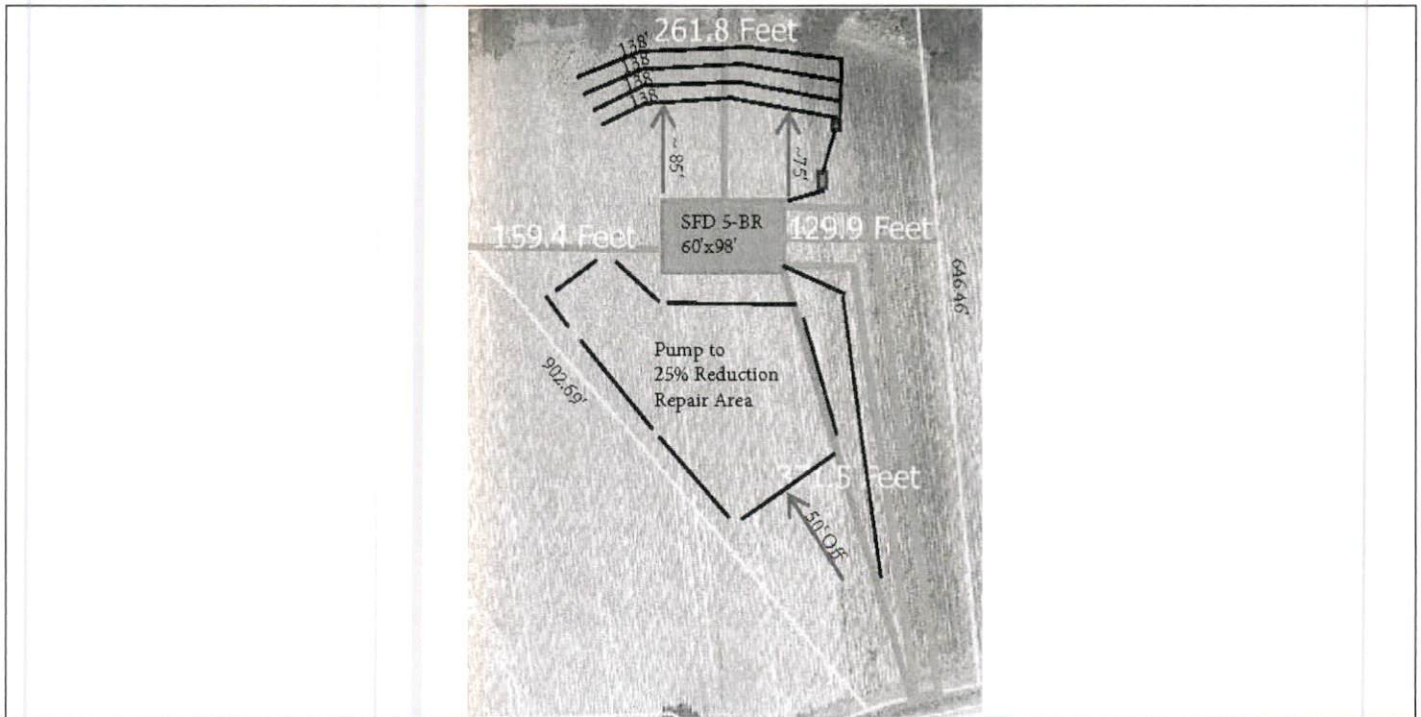 261.8 Feet
138'
138
138
138
~85'
~75'
SFD 5-BR
60'x98'
159.4 Feet
129.9 Feet
646.46'
Pump to
25% Reduction
Repair Area
902.69'
Feet
50' Off